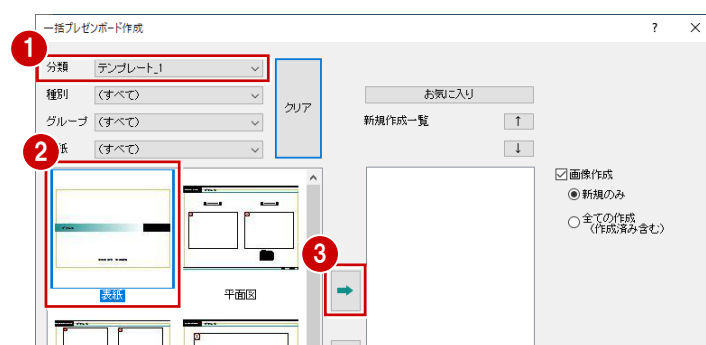 一括プレゼンボード作成
?
×
1
分類
テンプレート_1
種別
(すべて)
クリア
お気に入り
グループ
(すべて)
新規作成一覧
↑
2
紙
(すべて)
↓
画像作成
新規のみ
全ての作成
(作成済み含む)
3
表紙
平面図